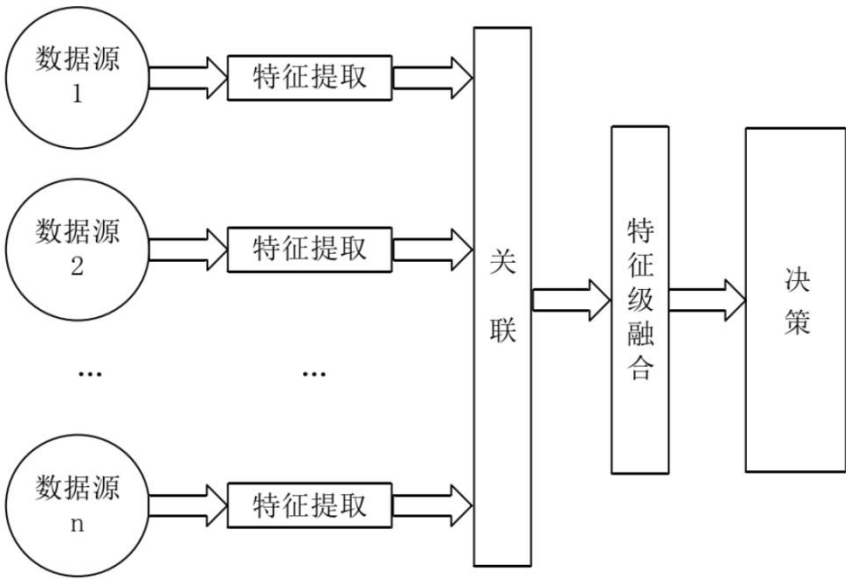 数据源
1
特征提取
数据源
2
特征提取
...
...
数据源
n
特征提取
关联
特征级融合
决策